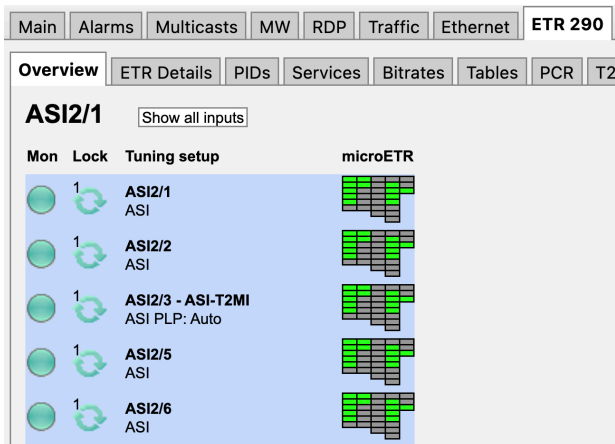 Main Alarms Multicasts MW RDP Traffic Ethernet ETR 290
Overview ETR Details PIDs Services Bitrates Tables PCR T2
ASI2/1 Show all inputs
Mon Lock Tuning setup microETR
1 ASI2/1
ASI
1 ASI2/2
ASI
1 ASI2/3 - ASI-T2MI
ASI PLP: Auto
1 ASI2/5
ASI
1 ASI2/6
ASI